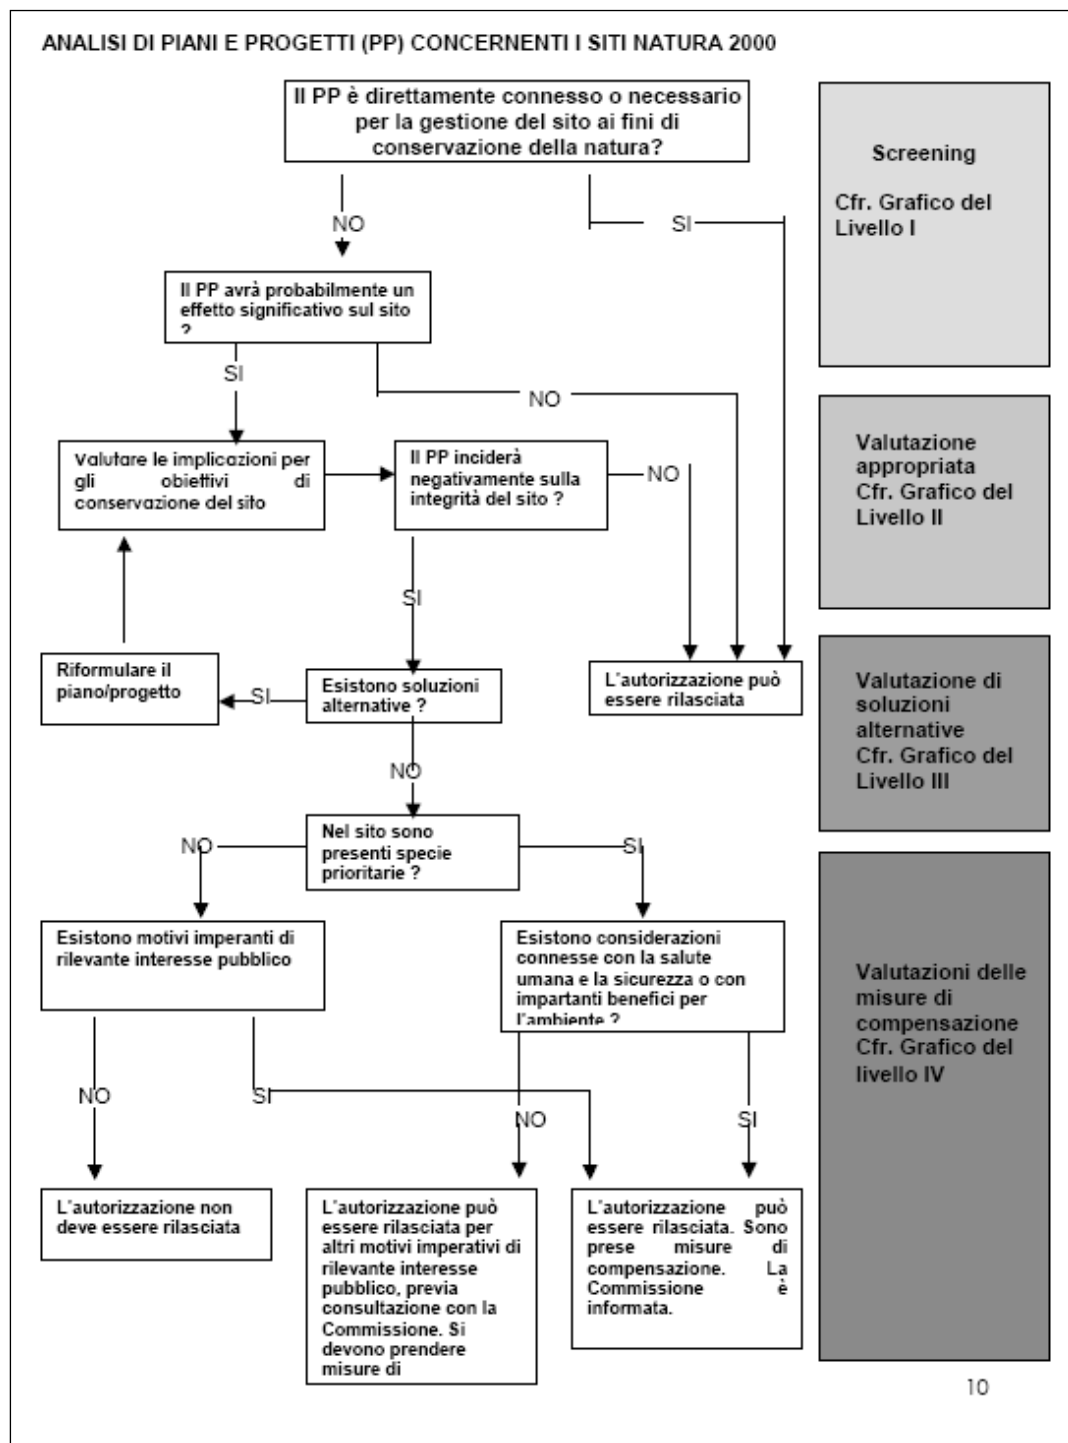 ANALISI DI PIANI E PROGETTI (PP) CONCERNENTI I SITI NATURA 2000
Il PP è direttamente connesso o necessario
per la gestione del sito ai fini di
conservazione della natura?
Screening
Cfr. Grafico del
Livello I
NO
SI
Il PP avrà probabilmente un
effetto significativo sul sito
?
SI
NO
Valutare le implicazioni per
gli obiettivi di
conservazione del sito
Il PP inciderà
negativamente sulla
integrità del sito ?
NO
Valutazione
appropriata
Cfr. Grafico del
Livello II
SI
Riformulare il
piano/progetto
SI
Esistono soluzioni
alternative ?
L'autorizzazione può
essere rilasciata
Valutazione di
soluzioni
alternative
Cfr. Grafico del
Livello III
NO
NO
Nel sito sono
presenti specie
prioritarie ?
SI
Esistono motivi imperanti di
rilevante interesse pubblico
Esistono considerazioni
connesse con la salute
umana e la sicurezza o con
impartanti benefici per
l'ambiente ?
Valutazioni delle
misure di
compensazione
Cfr. Grafico del
livello IV
NO
SI
NO
SI
L'autorizzazione non
deve essere rilasciata
L'autorizzazione può
essere rilasciata per
altri motivi imperativi di
rilevante interesse
pubblico, previa
consultazione con la
Commissione. Si
devono prendere
misure di
L'autorizzazione può
essere rilasciata. Sono
prese misure di
compensazione. La
Commissione è
informata.
10